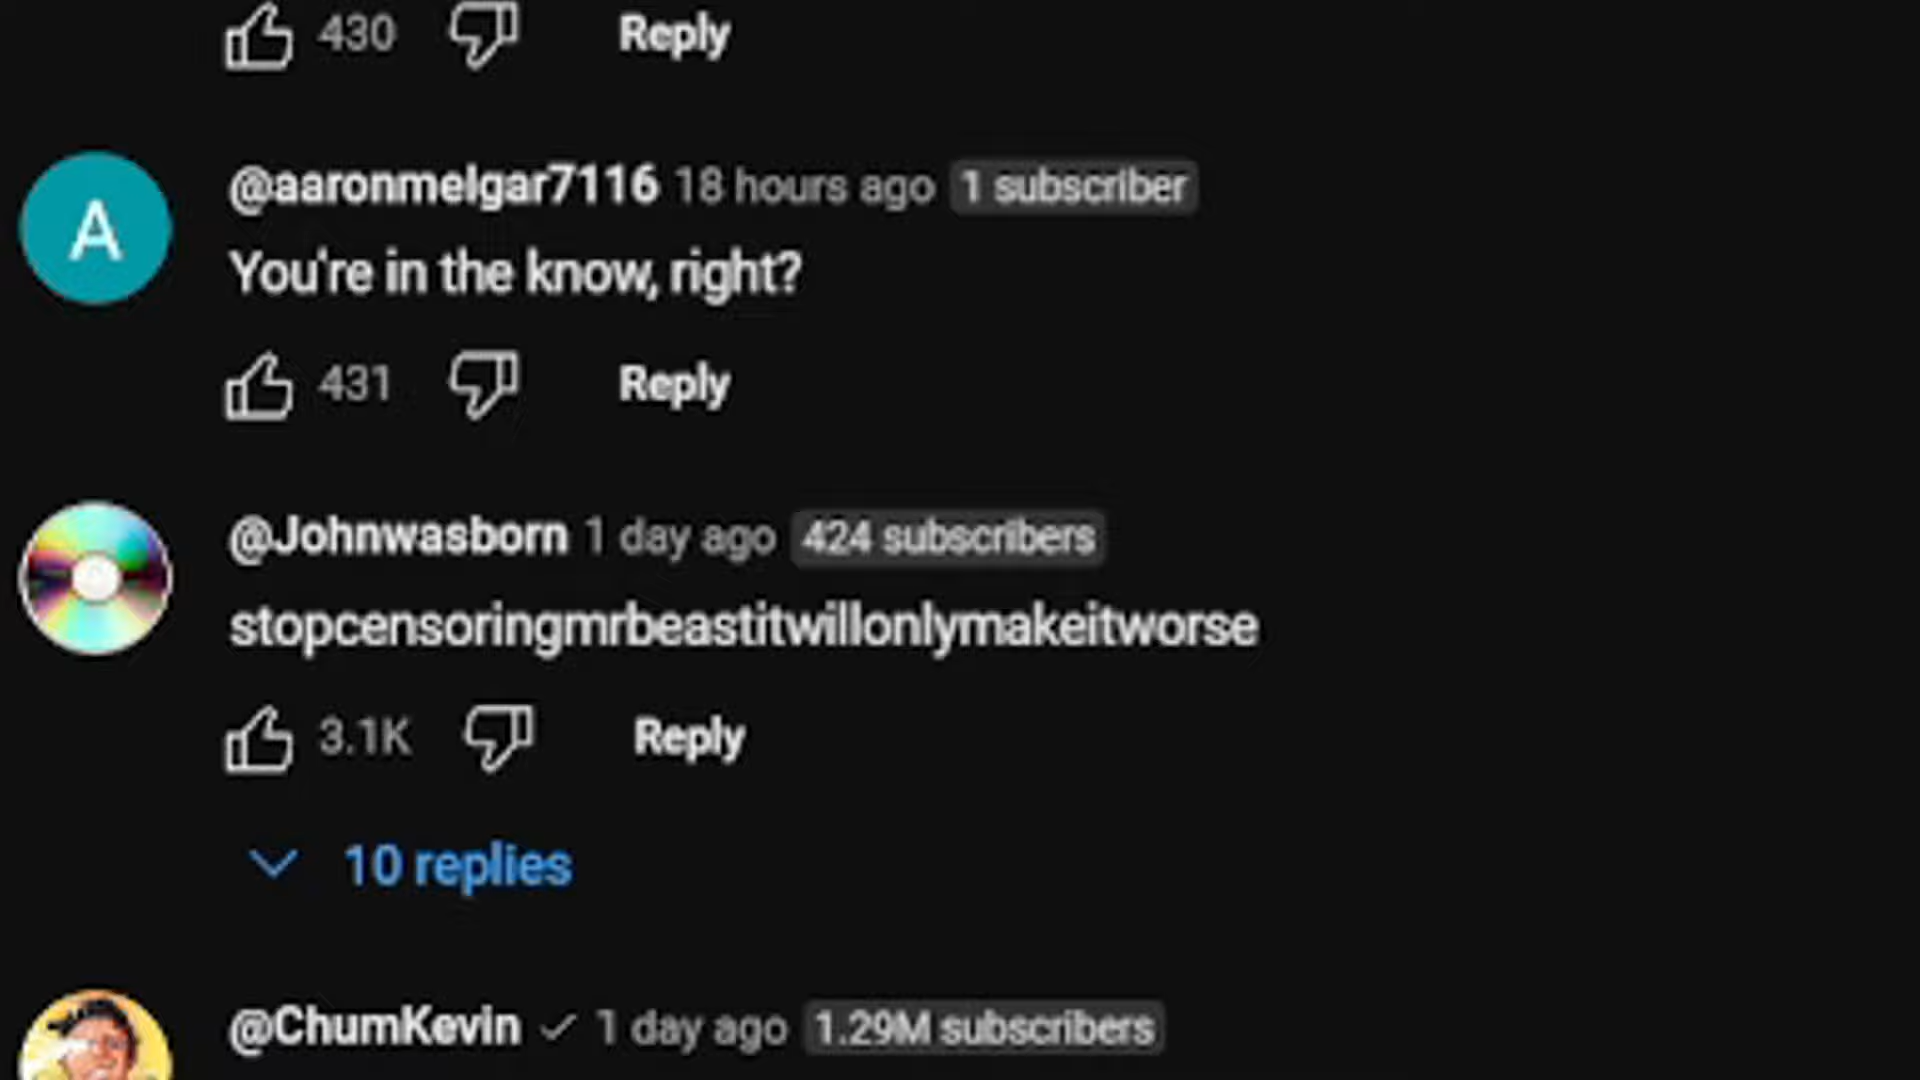 430 Reply
A
@aaronmelgar7116 18 hours ago 1 subscriber
You're in the know, right?
431 Reply
@Johnwasborn 1 day ago 424 subscribers
stopcensoringmrbeastitwillonlymakeitworse
3.1K Reply
10 replies
@ChumKevin 1 day ago 1.29M subscribers